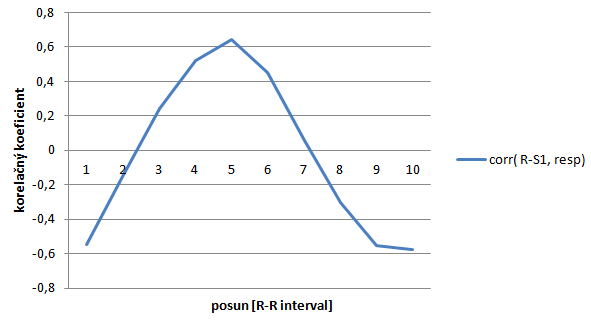 0,8
0,6
0,4
0,2
0
-0,2
-0,4
-0,6
-0,8
1 2 3 4 5 6 7 8 9 10
korelačný koeficient
posun [R-R interval]
corr( R-S1, resp)